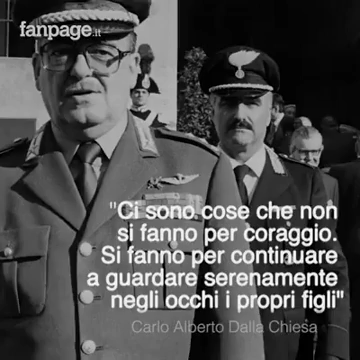 fanpage.it
"Ci sono cose che non
si fanno per coraggio.
Si fanno per continuare
a guardare serenamente
negli occhi i propri figli"
Carlo Alberto Dalla Chiesa